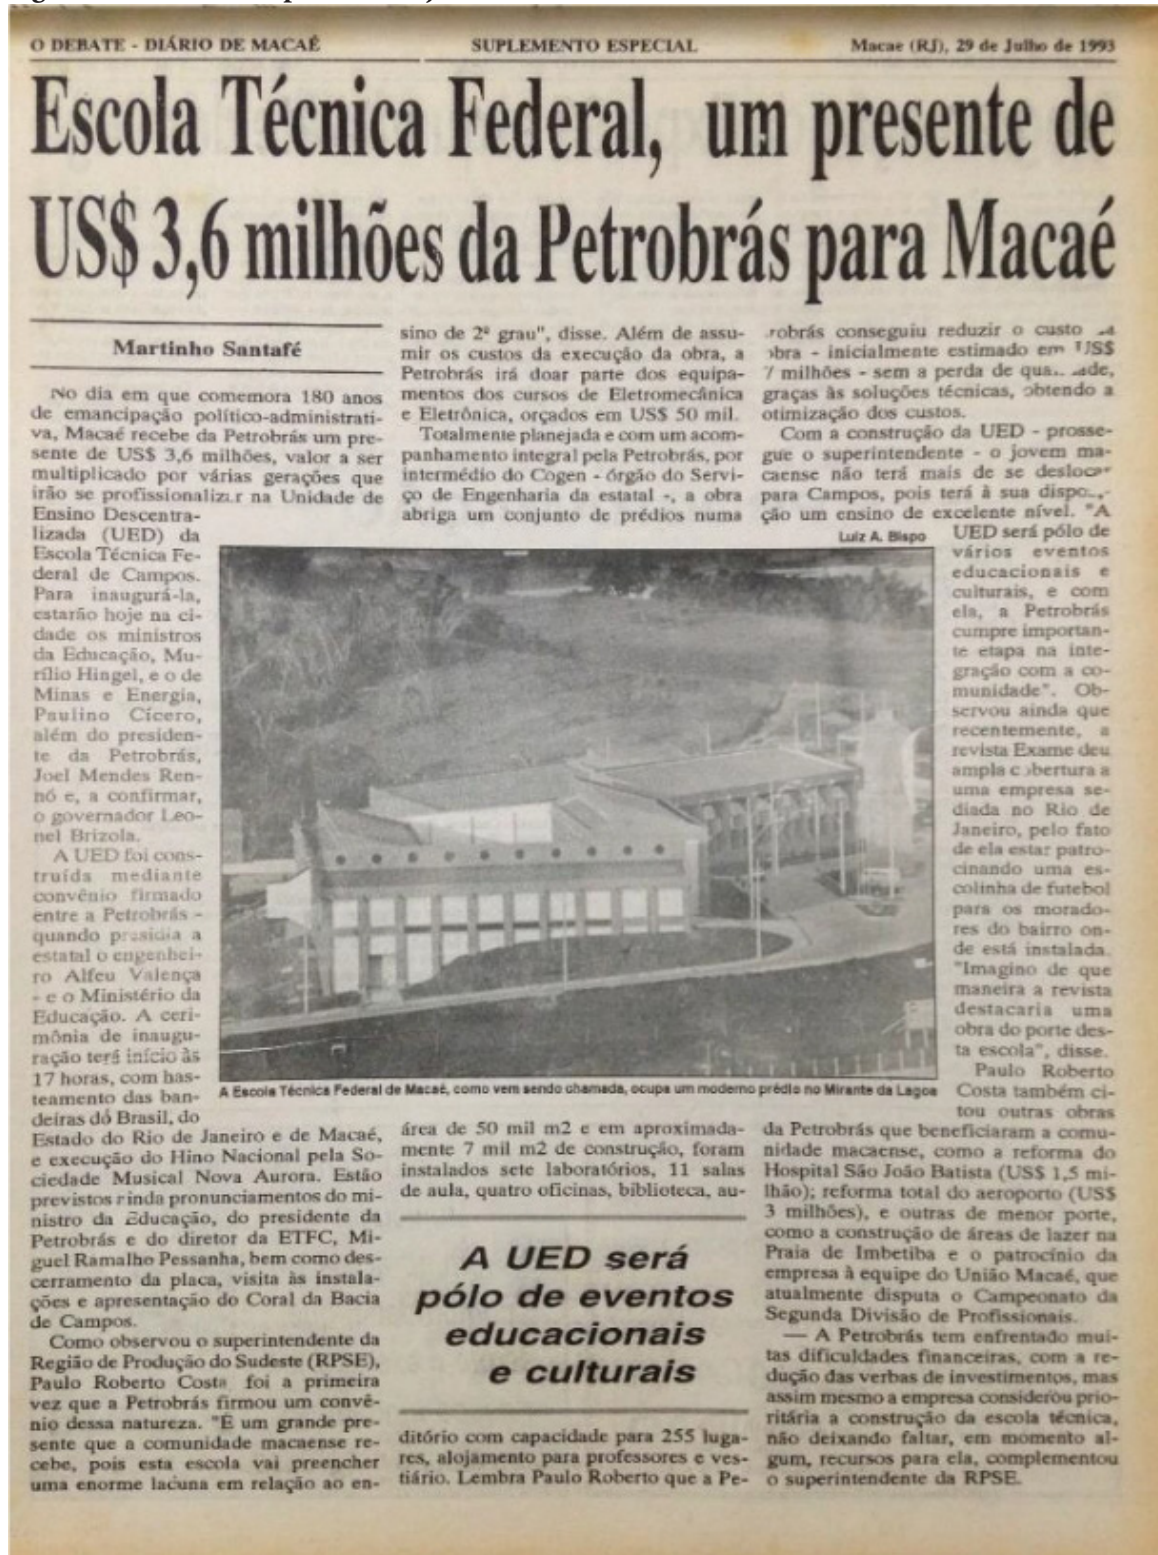 O DEBATE - DIÁRIO DE MACAÉ
SUPLEMENTO ESPECIAL
Macae (RJ), 29 de Julho de 1993
Escola Técnica Federal, um presente de
US$ 3,6 milhões da Petrobrás para Macaé
Martinho Santafé
No dia em que comemora 180 anos
de emancipação político-administrati-
va, Macaé recebe da Petrobrás um pre-
sente de US$ 3,6 milhões, valor a ser
multiplicado por várias gerações que
irão se profissionalizar na Unidade de
Ensino Descentra-
lizada (UED) da
Escola Técnica Fe-
deral de Campos.
Para inaugurá-la,
estarão hoje na ci-
dade os ministros
da Educação, Mu-
rílio Hingel, e o de
Minas e Energia,
Paulino Cícero,
além do presiden-
te da Petrobrás,
Joel Mendes Ren-
nó e, a confirmar,
o governador Leo-
nel Brizola.
A UED foi cons-
truída mediante
convênio firmado
entre a Petrobrás -
quando presidia a
estatal o engenhei-
ro Alfeu Valença
- e o Ministério da
Educação. A ceri-
mônia de inaugu-
ração terá início às
17 horas, com has-
teamento das ban-
deiras do Brasil, do
Estado do Rio de Janeiro e de Macaé,
e execução do Hino Nacional pela So-
ciedade Musical Nova Aurora. Estão
previstos rinda pronunciamentos do mi-
nistro da Educação, do presidente da
Petrobrás e do diretor da ETFC, Mi-
guel Ramalho Pessanha, bem como des-
cerramento da placa, visita às instala-
ções e apresentação do Coral da Bacia
de Campos.
Como observou o superintendente da
Região de Produção do Sudeste (RPSE),
Paulo Roberto Costa foi a primeira
vez que a Petrobrás firmou um convê-
nio dessa natureza. "É um grande pre-
sente que a comunidade macaense re-
cebe, pois esta escola vai preencher
uma enorme lacuna em relação ao en-
sino de 2º grau", disse. Além de assu-
mir os custos da execução da obra, a
Petrobrás irá doar parte dos equipa-
mentos dos cursos de Eletromecânica
e Eletrônica, orçados em US$ 50 mil.
Totalmente planejada e com um acom-
panhamento integral pela Petrobrás, por
intermédio do Cogen - órgão do Servi-
ço de Engenharia da estatal -, a obra
abriga um conjunto de prédios numa
Luiz A. Bispo
A Escola Técnica Federal de Macaé, como vem sendo chamada, ocupa um moderno prédio no Mirante da Lagoa
área de 50 mil m2 e em aproximada-
mente 7 mil m2 de construção, foram
instalados sete laboratórios, 11 salas
de aula, quatro oficinas, biblioteca, au-
A UED será
pólo de eventos
educacionais
e culturais
ditório com capacidade para 255 luga-
res, alojamento para professores e ves-
tiário. Lembra Paulo Roberto que a Pe-
robrás conseguiu reduzir o custo
bra - inicialmente estimado em US$
7 milhões - sem a perda de qua..ade,
graças às soluções técnicas, obtendo a
otimização dos custos.
Com a construção da UED - prosse-
gue o superintendente - o jovem ma-
caense não terá mais de se deslocar
para Campos, pois terá à sua dispo..-
ção um ensino de excelente nível. "A
UED será pólo de
vários eventos
educacionais e
culturais, e com
ela, a Petrobrás
cumpre importan-
te etapa na inte-
gração com a co-
munidade". Ob-
servou ainda que
recentemente, a
revista Exame deu
ampla cobertura a
uma empresa se-
diada no Rio de
Janeiro, pelo fato
de ela estar patro-
cinando uma es-
colinha de futebol
para os morado-
res do bairro on-
de está instalada.
"Imagino de que
maneira a revista
destacaria uma
obra do porte des-
ta escola", disse.
Paulo Roberto
Costa também ci-
tou outras obras
da Petrobrás que beneficiaram a comu-
nidade macaense, como a reforma do
Hospital São João Batista (US$ 1,5 mi-
lhão); reforma total do aeroporto (US$
3 milhões), e outras de menor porte,
como a construção de áreas de lazer na
Praia de Imbetiba e o patrocínio da
empresa à equipe do União Macaé, que
atualmente disputa o Campeonato da
Segunda Divisão de Profissionais.
— A Petrobrás tem enfrentado mui-
tas dificuldades financeiras, com a re-
dução das verbas de investimentos, mas
assim mesmo a empresa considerou prio-
ritária a construção da escola técnica,
não deixando faltar, em momento al-
gum, recursos para ela, complementou
o superintendente da RPSE.